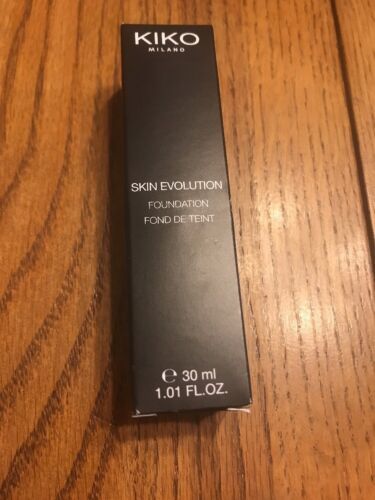 KIKO
MILANO
SKIN EVOLUTION
FOUNDATION
FOND DE TEINT
℮ 30 ml
1.01 FL.OZ.